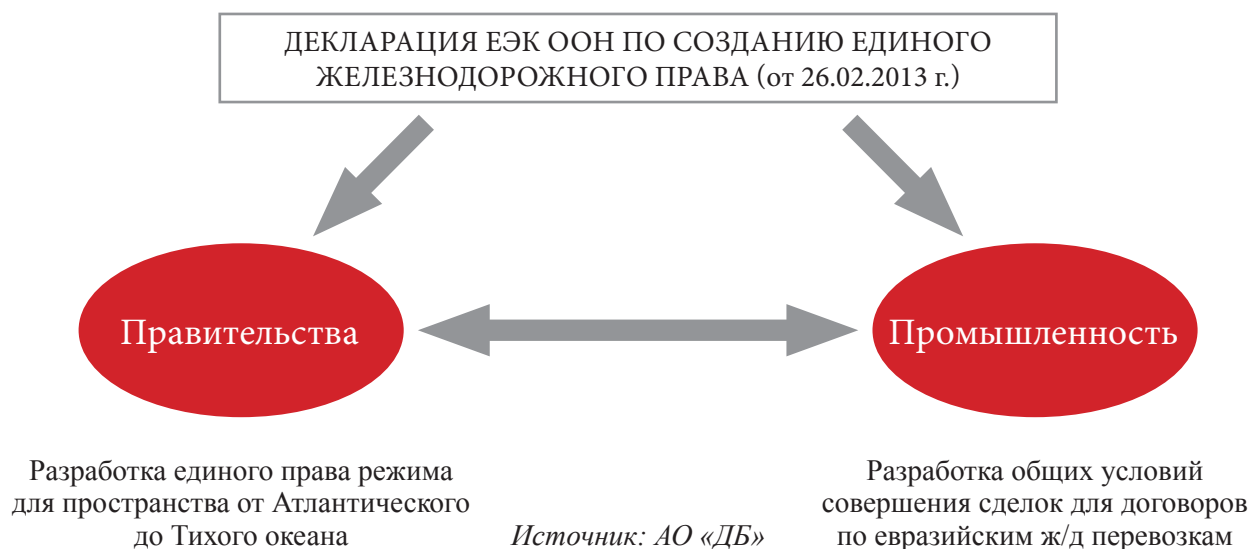 ДЕКЛАРАЦИЯ ЕЭК ООН ПО СОЗДАНИЮ ЕДИНОГО
ЖЕЛЕЗНОДОРОЖНОГО ПРАВА (от 26.02.2013 г.)
Правительства
Промышленность
Разработка единого права режима
для пространства от Атлантического
до Тихого океана
Источник: АО «ДБ»
Разработка общих условий
совершения сделок для договоров
по евразийским ж/д перевозкам